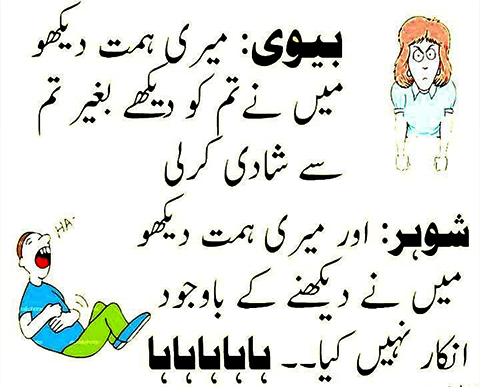 بیوی: میری ہمت دیکھو
میں نے تم کو دیکھے بغیر تم
سے شادی کرلی
شوہر: اور میری ہمت دیکھو
میں نے دیکھنے کے باوجود
انکار نہیں کیا۔۔ ہاہاہاہاہا
HA-